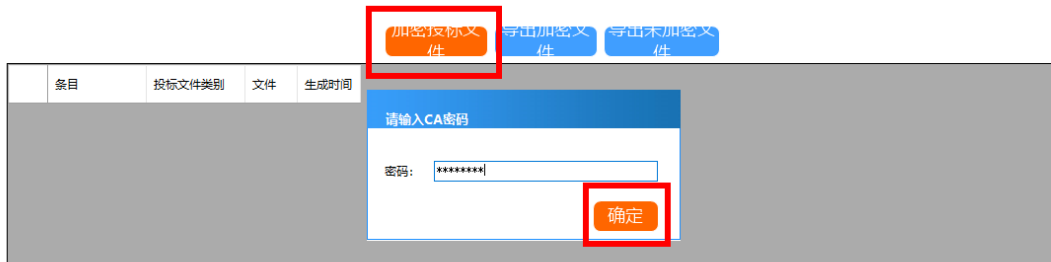 加密投标文
件
导出加密文
件
导出未加密文
件
条目 投标文件类别 文件 生成时间
请输入CA密码
密码: ********
确定